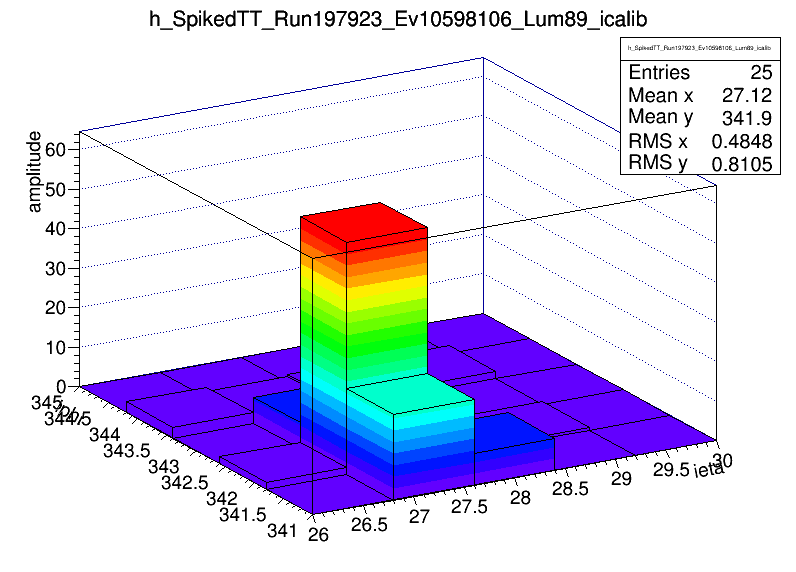 h_SpikedTT_Run197923_Ev10598106_Lum89_icalib
h_SpikedTT_Run197923_Ev10598106_Lum89_icalib
Entries 25
Mean x 27.12
Mean y 341.9
RMS x 0.4848
RMS y 0.8105
amplitude
60
50
40
30
20
10
0
345
344.5
344
343.5
343
342.5
342
341.5
341
26
26.5
27
27.5
28
28.5
29
29.5
30
ieta